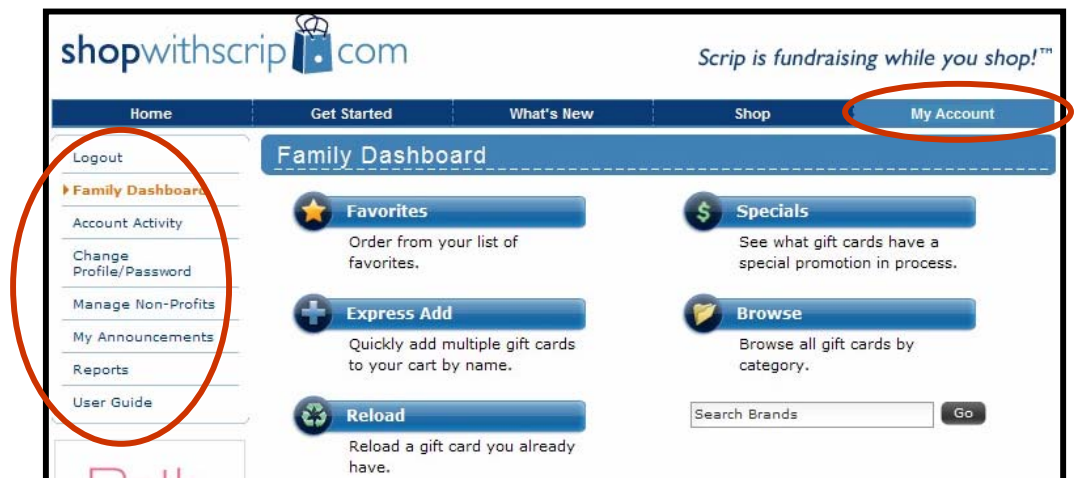 shopwithscrip com
Scrip is fundraising while you shop!™
Home Get Started What's New Shop My Account
Logout
Family Dashboard
Account Activity
Change
Profile/Password
Manage Non-Profits
My Announcements
Reports
User Guide
Family Dashboard
Favorites
Order from your list of
favorites.
Express Add
Quickly add multiple gift cards
to your cart by name.
Reload
Reload a gift card you already
have.
$ Specials
See what gift cards have a
special promotion in process.
Browse
Browse all gift cards by
category.
Search Brands Go